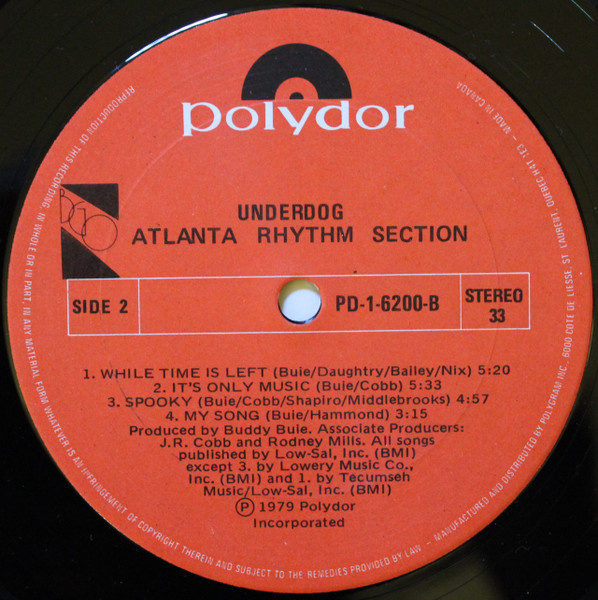 polydor
BGO
UNDERDOG
ATLANTA RHYTHM SECTION
SIDE 2
PD-1-6200-B
STEREO
33
1. WHILE TIME IS LEFT (Buie/Daughtry/Bailey/Nix) 5:20
2. IT'S ONLY MUSIC (Buie/Cobb) 5:33
3. SPOOKY (Buie/Cobb/Shapiro/Middlebrooks) 4:57
4. MY SONG (Buie/Hammond) 3:15
Produced by Buddy Buie. Associate Producers:
J.R. Cobb and Rodney Mills. All songs
published by Low-Sal, Inc. (BMI)
except 3. by Lowery Music Co.,
Inc. (BMI) and 1. by Tecumseh
Music/Low-Sal, Inc. (BMI)
Ⓟ 1979 Polydor
Incorporated
REPRODUCTION OF THIS RECORDING, IN WHOLE OR IN PART, IN ANY MATERIAL FORM WHATEVER IS AN INFRINGEMENT OF COPYRIGHT THEREIN AND SUBJECT TO THE REMEDIES PROVIDED BY LAW – MANUFACTURED AND DISTRIBUTED BY POLYGRAM INC. 6000 COTE DE LIESSE, ST LAURENT, QUEBEC H4T 1E3 – MADE IN CANADA